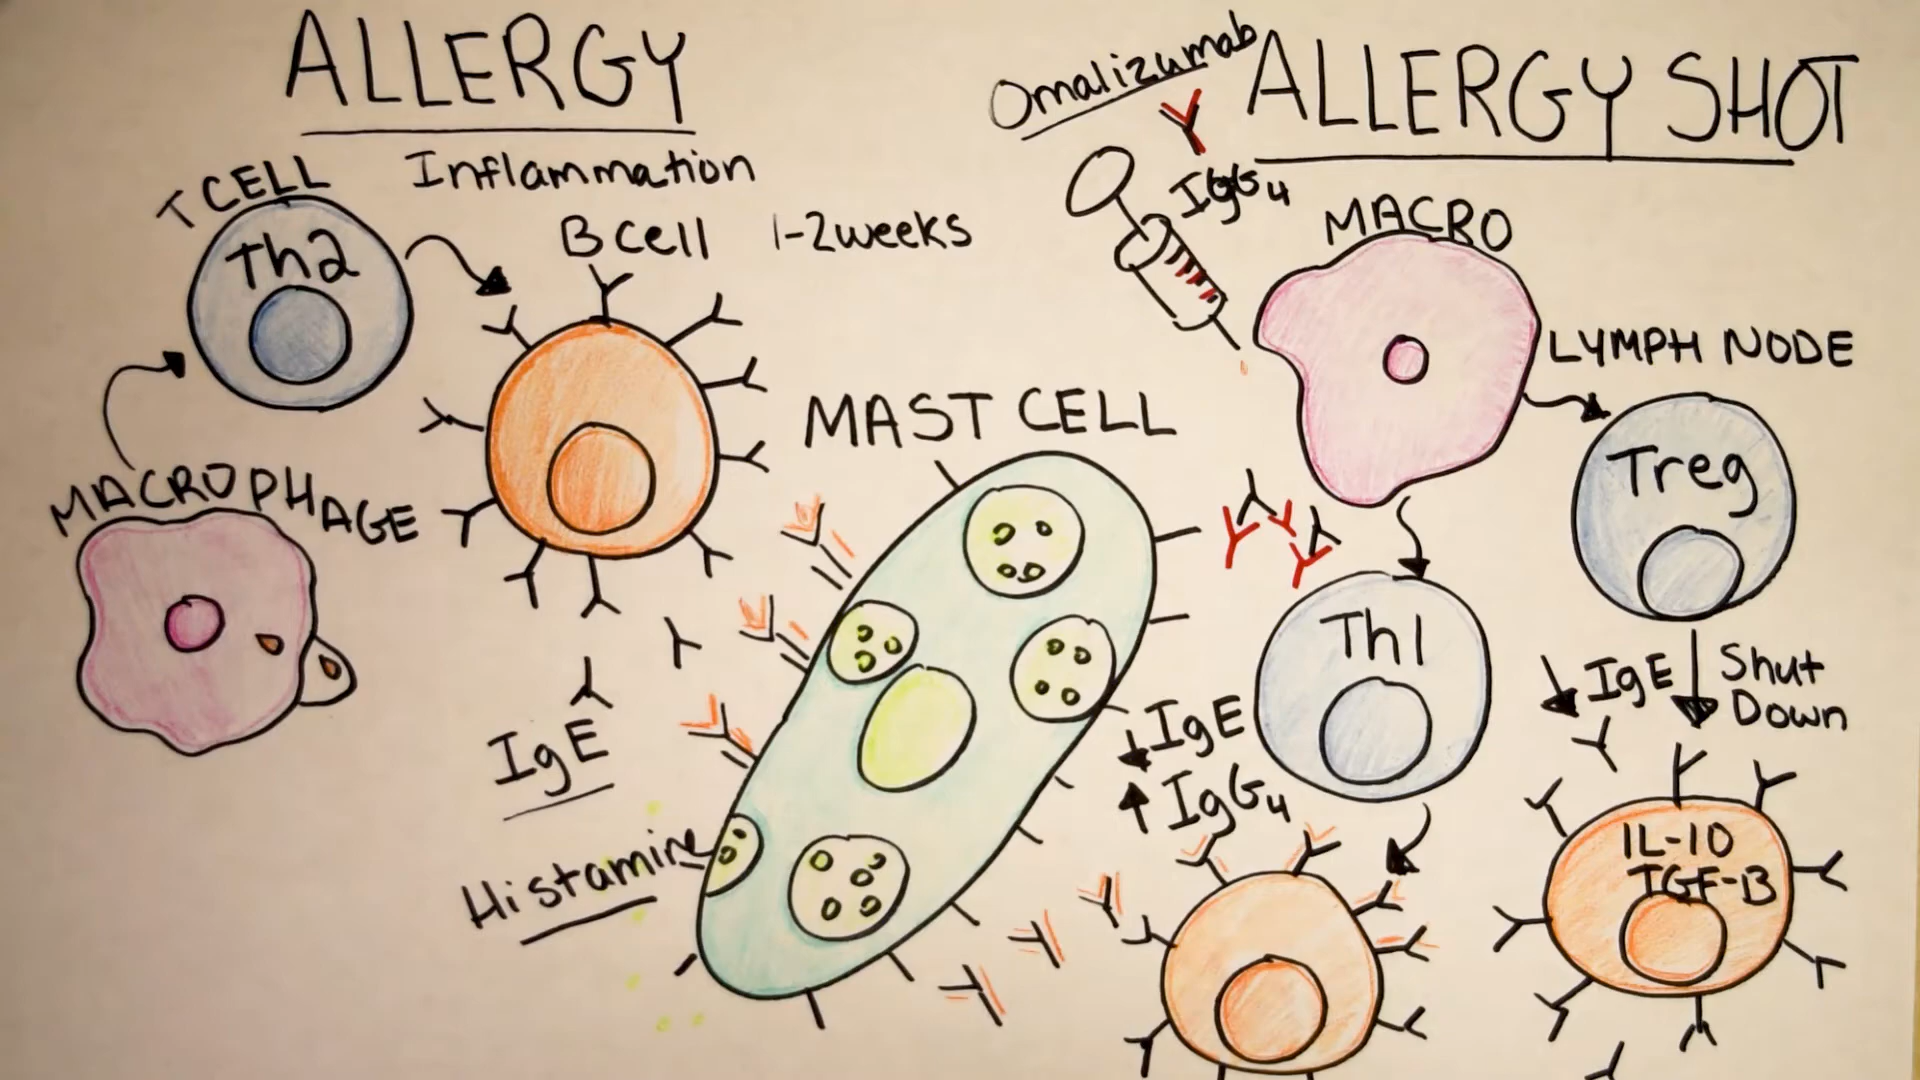 ALLERGY
Inflammation
T CELL
Th2
B Cell 1-2 weeks
MACROPHAGE
IgE
Histamine
MAST CELL
Omalizumab
ALLERGY SHOT
IgG4
MACRO
LYMPH NODE
Treg
Th1
↓ IgE
↑ IgG4
↓ IgE
Shut
Down
IL-10
TGF-B